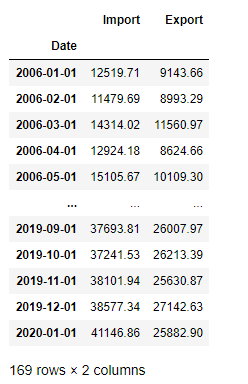 Import Export
Date
2006-01-01 12519.71 9143.66
2006-02-01 11479.69 8993.29
2006-03-01 14314.02 11560.97
2006-04-01 12924.18 8624.66
2006-05-01 15105.67 10109.30
... ... ...
2019-09-01 37693.81 26007.97
2019-10-01 37241.53 26213.39
2019-11-01 38101.94 25630.87
2019-12-01 38577.34 27142.63
2020-01-01 41146.86 25882.90
169 rows × 2 columns